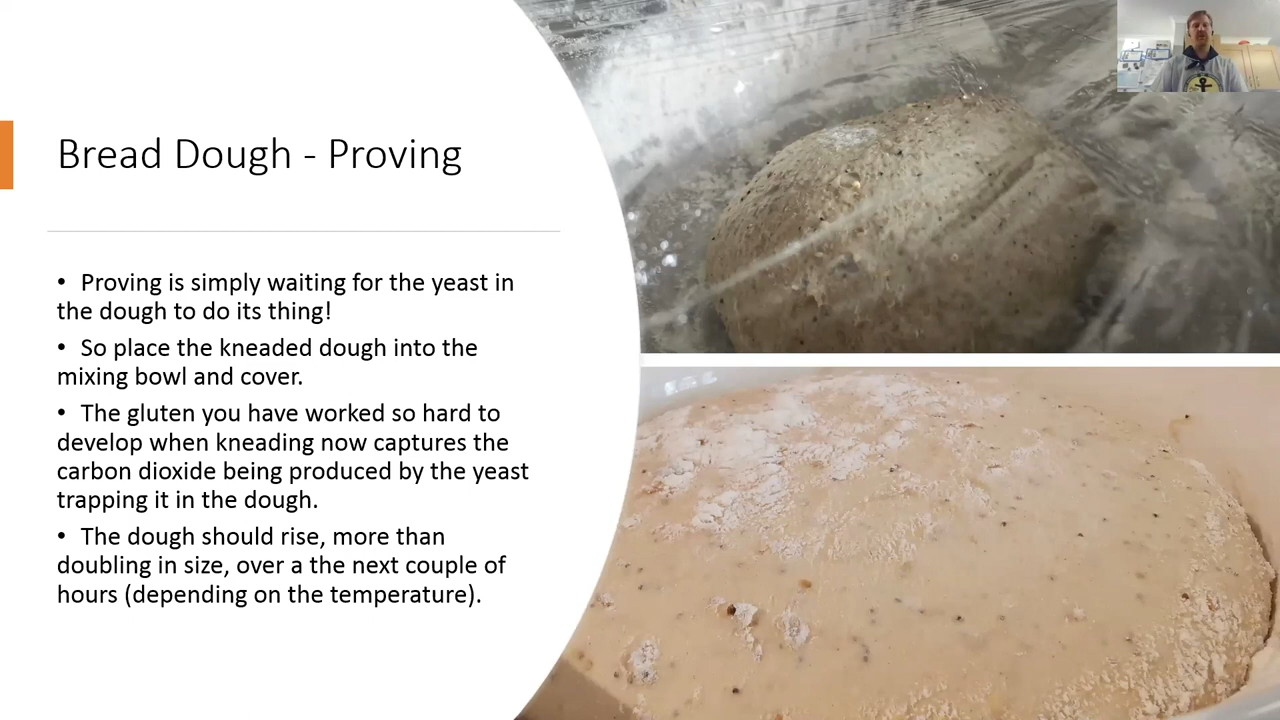 Bread Dough - Proving
• Proving is simply waiting for the yeast in
the dough to do its thing!
• So place the kneaded dough into the
mixing bowl and cover.
• The gluten you have worked so hard to
develop when kneading now captures the
carbon dioxide being produced by the yeast
trapping it in the dough.
• The dough should rise, more than
doubling in size, over a the next couple of
hours (depending on the temperature).